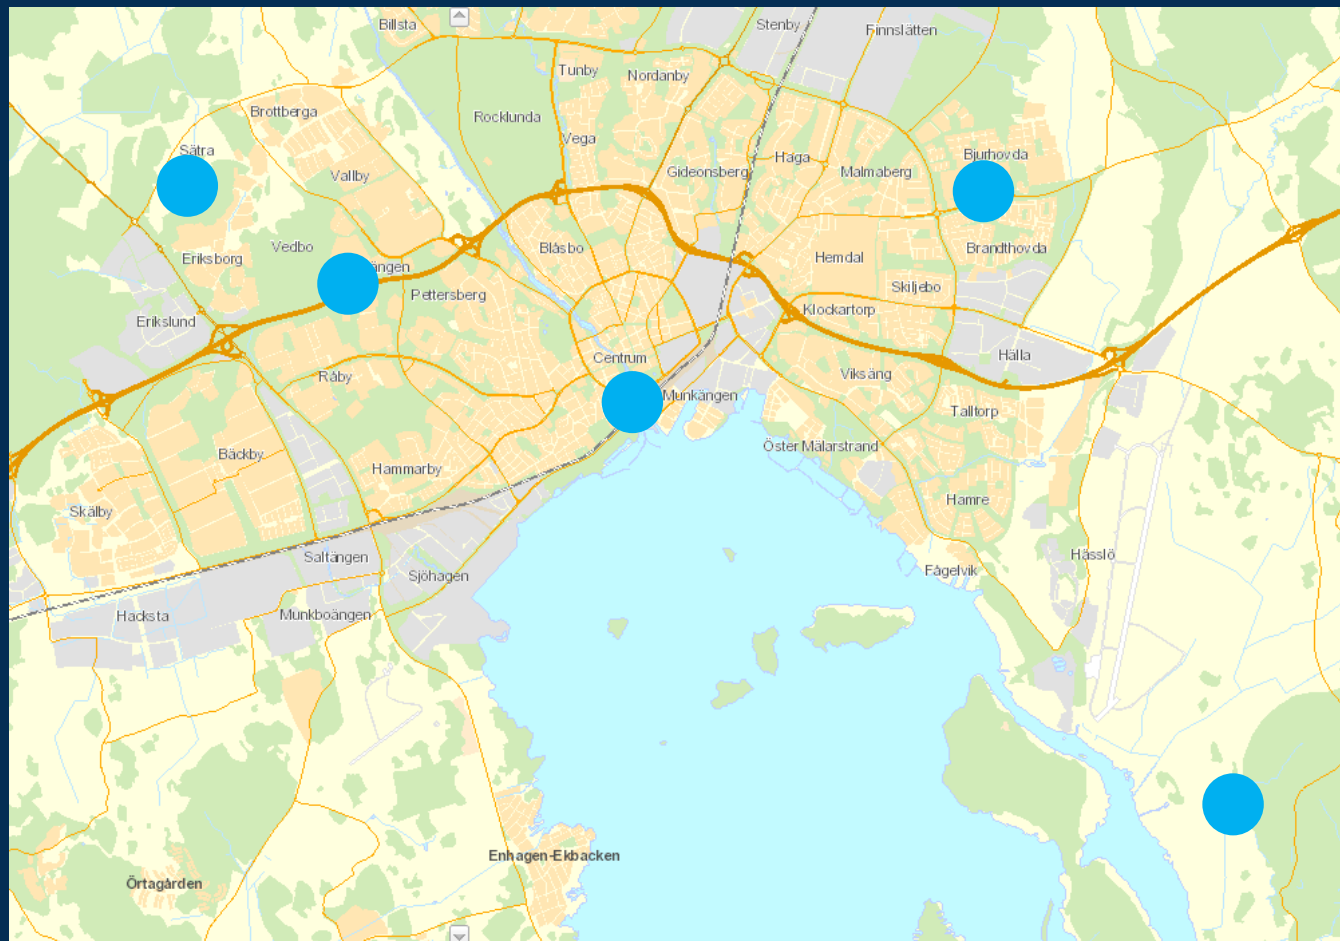 Billsta
Stenby
Finnslätten
Tunby
Nordanby
Brottberga
Rocklunda
Vega
Sätra
Haga
Bjurhovda
Vallby
Gideonsberg
Malmaberg
Vedbo
Blåsbo
Brandthovda
Eriksborg
Hemdal
Pettersberg
Skiljebo
Klockartorp
Erikslund
Centrum
Hälla
Råby
Viksäng
Munkängen
Talltorp
Öster Mälarstrand
Bäckby
Hammarby
Hamre
Skälby
Saltängen
Hässlö
Sjöhagen
Fågelvik
Hacksta
Munkboängen
Enhagen-Ekbacken
Örtagården